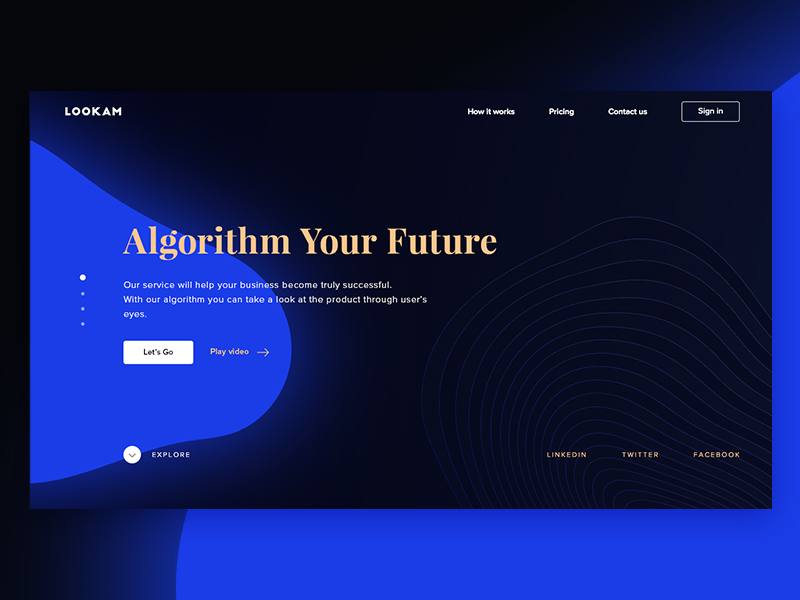 LOOKAM
How it works
Pricing
Contact us
Sign in
Algorithm Your Future
Our service will help your business become truly successful.
With our algorithm you can take a look at the product through user's
eyes.
Let's Go
Play video
EXPLORE
LINKEDIN
TWITTER
FACEBOOK